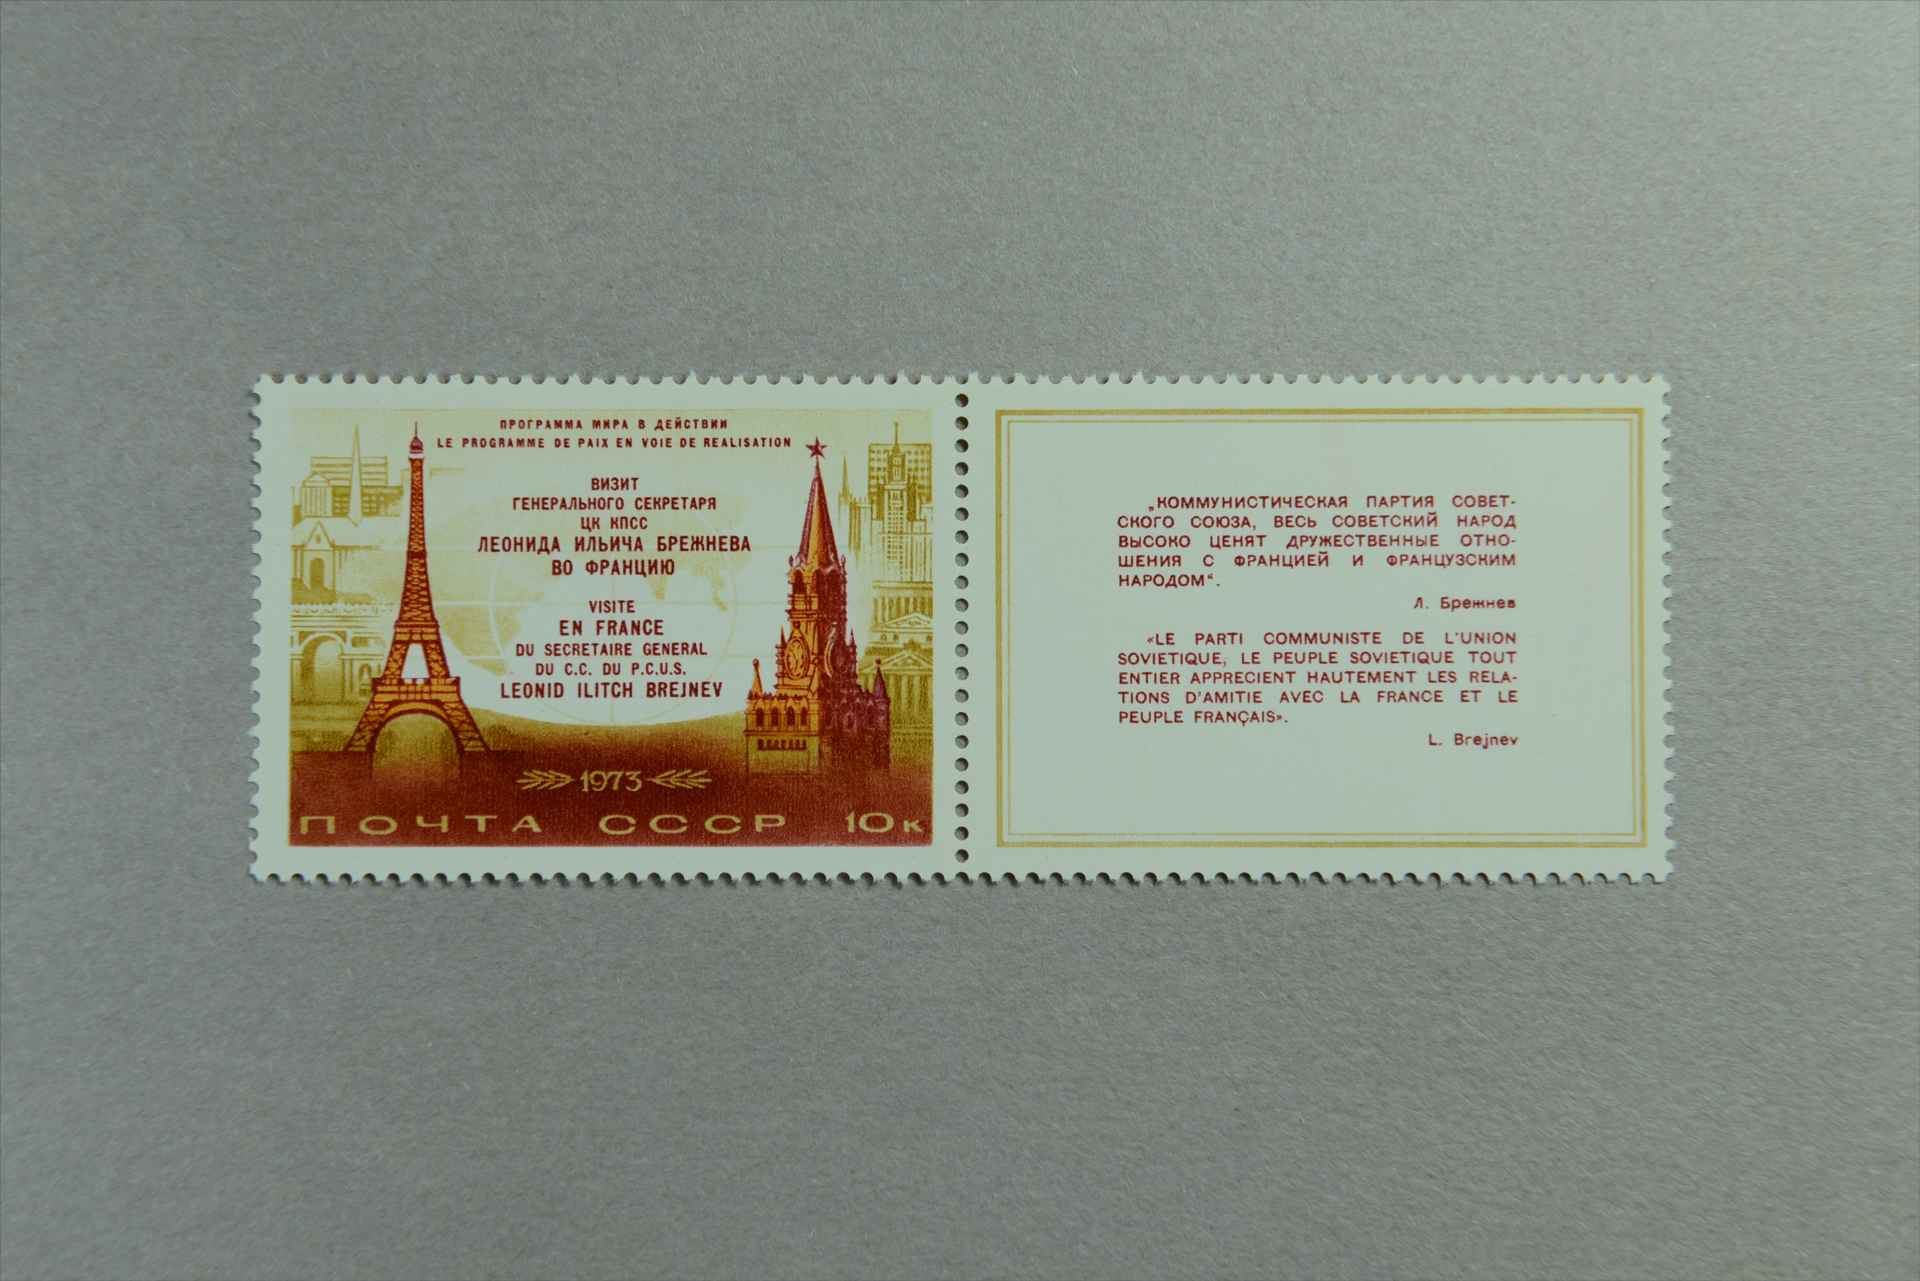 ПРОГРАММА МИРА В ДЕЙСТВИИ
LE PROGRAMME DE PAIX EN VOIE DE REALISATION
ВИЗИТ
ГЕНЕРАЛЬНОГО СЕКРЕТАРЯ
ЦК КПСС
ЛЕОНИДА ИЛЬИЧА БРЕЖНЕВА
ВО ФРАНЦИЮ
VISITE
EN FRANCE
DU SECRETAIRE GENERAL
DU C.C. DU P.C.U.S.
LEONID ILITCH BREJNEV
1973
ПОЧТА СССР 10к
„КОММУНИСТИЧЕСКАЯ ПАРТИЯ СОВЕТ-
СКОГО СОЮЗА, ВЕСЬ СОВЕТСКИЙ НАРОД
ВЫСОКО ЦЕНЯТ ДРУЖЕСТВЕННЫЕ ОТНО-
ШЕНИЯ С ФРАНЦИЕЙ И ФРАНЦУЗСКИМ
НАРОДОМ“.
Л. Брежнев
«LE PARTI COMMUNISTE DE L'UNION
SOVIETIQUE, LE PEUPLE SOVIETIQUE TOUT
ENTIER APPRECIENT HAUTEMENT LES RELA-
TIONS D'AMITIE AVEC LA FRANCE ET LE
PEUPLE FRANÇAIS».
L. Brejnev